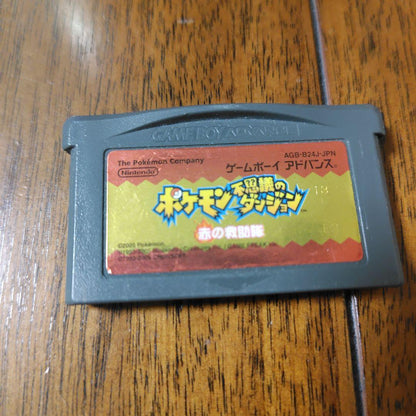 GAME BOY ADVANCE
AGB-B24J-JPN
The Pokémon Company
Nintendo
ゲームボーイ アドバンス®
ポケモン不思議のダンジョン
赤の救助隊
©2005 Pokémon.